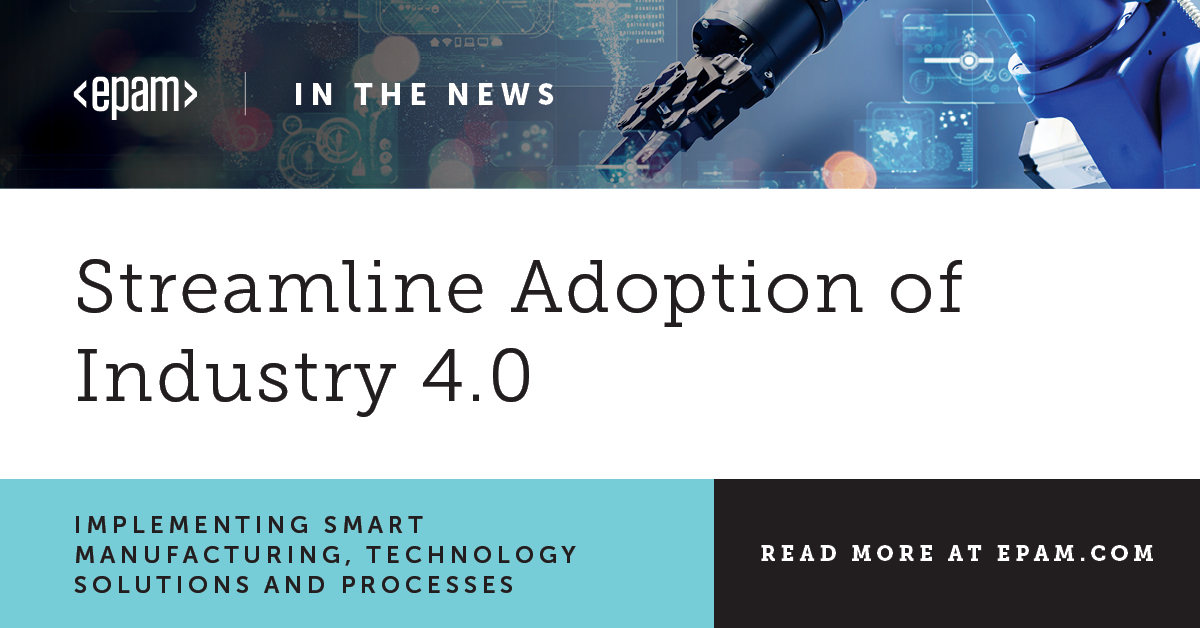 <epam>
IN THE NEWS
Streamline Adoption of
Industry 4.0
IMPLEMENTING SMART
MANUFACTURING, TECHNOLOGY
SOLUTIONS AND PROCESSES
READ MORE AT EPAM.COM